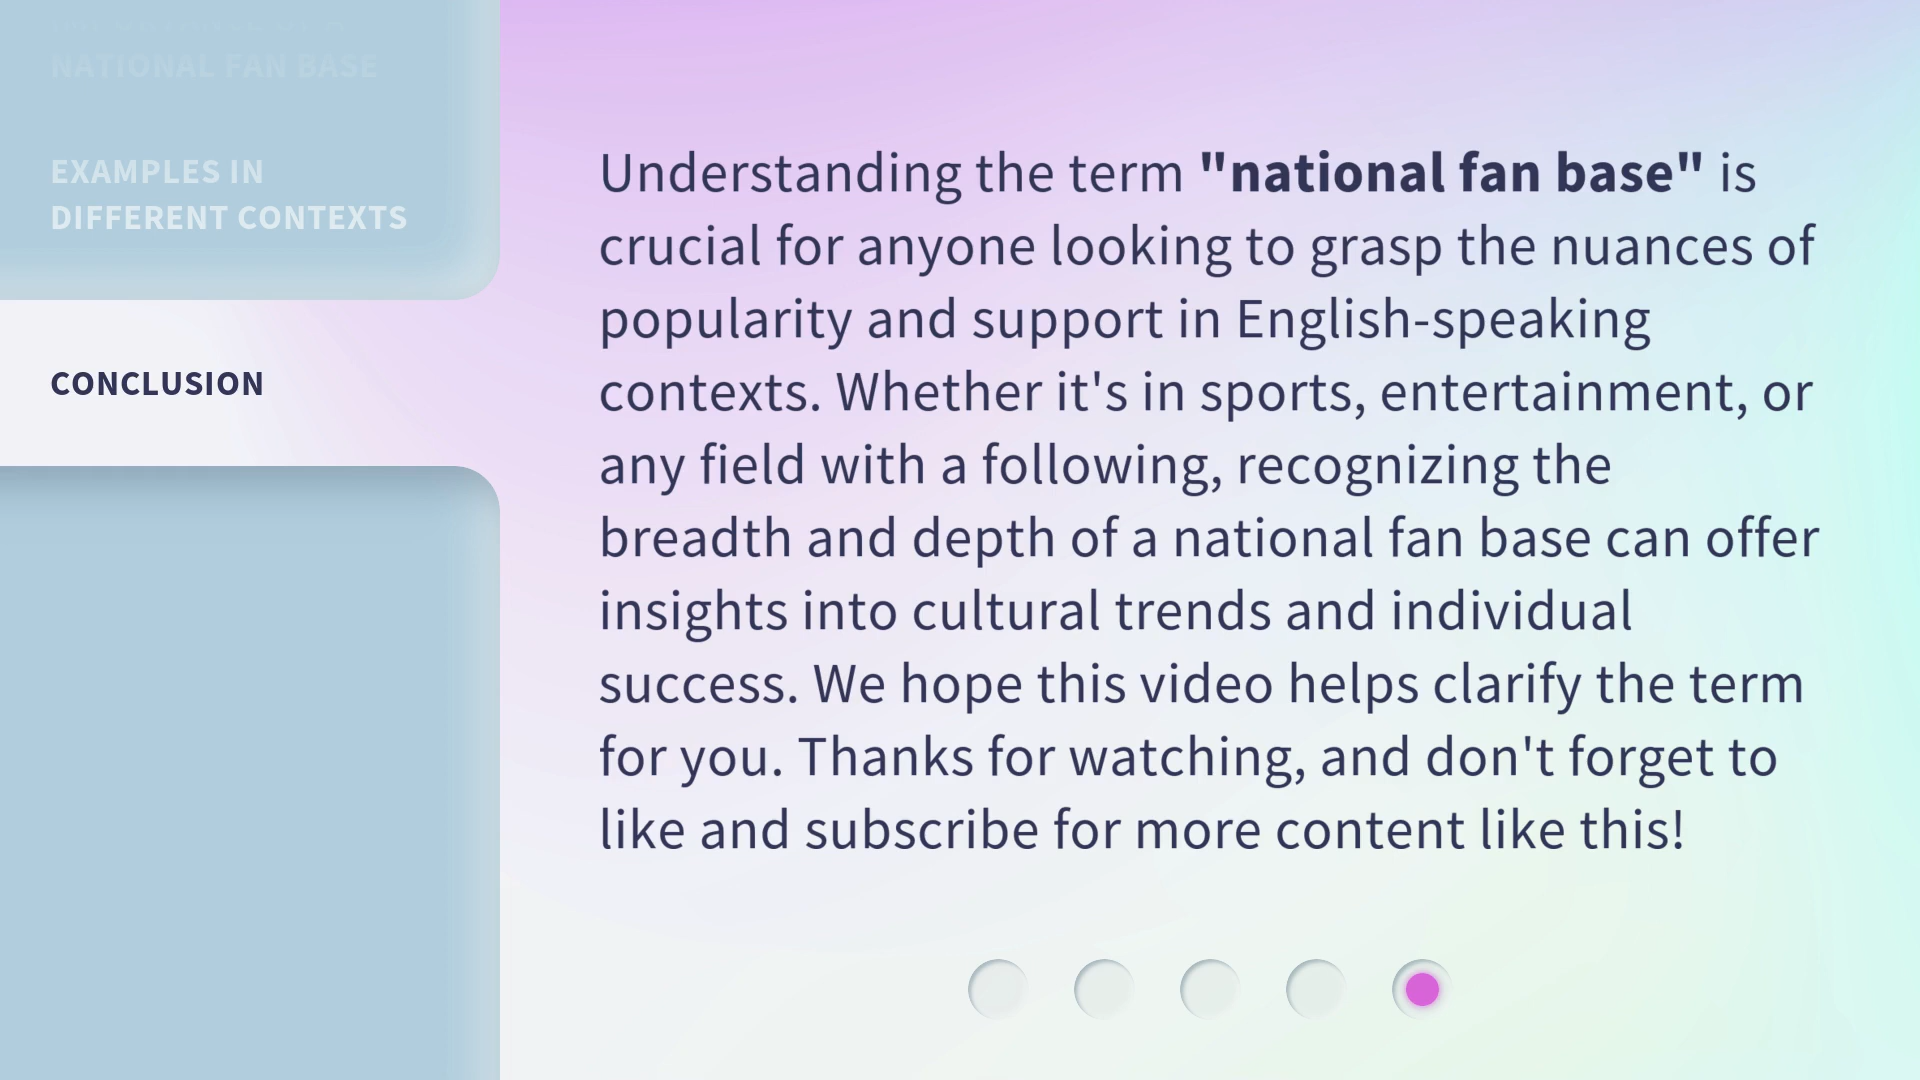 NATIONAL FAN BASE
EXAMPLES IN
DIFFERENT CONTEXTS
CONCLUSION
Understanding the term "national fan base" is
crucial for anyone looking to grasp the nuances of
popularity and support in English-speaking
contexts. Whether it's in sports, entertainment, or
any field with a following, recognizing the
breadth and depth of a national fan base can offer
insights into cultural trends and individual
success. We hope this video helps clarify the term
for you. Thanks for watching, and don't forget to
like and subscribe for more content like this!